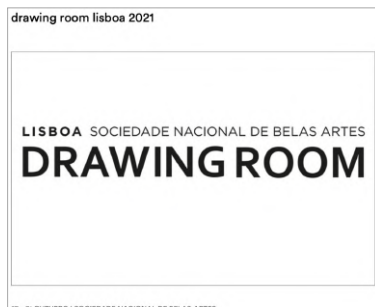 drawing room lisboa 2021
LISBOA SOCIEDADE NACIONAL DE BELAS ARTES
DRAWING ROOM